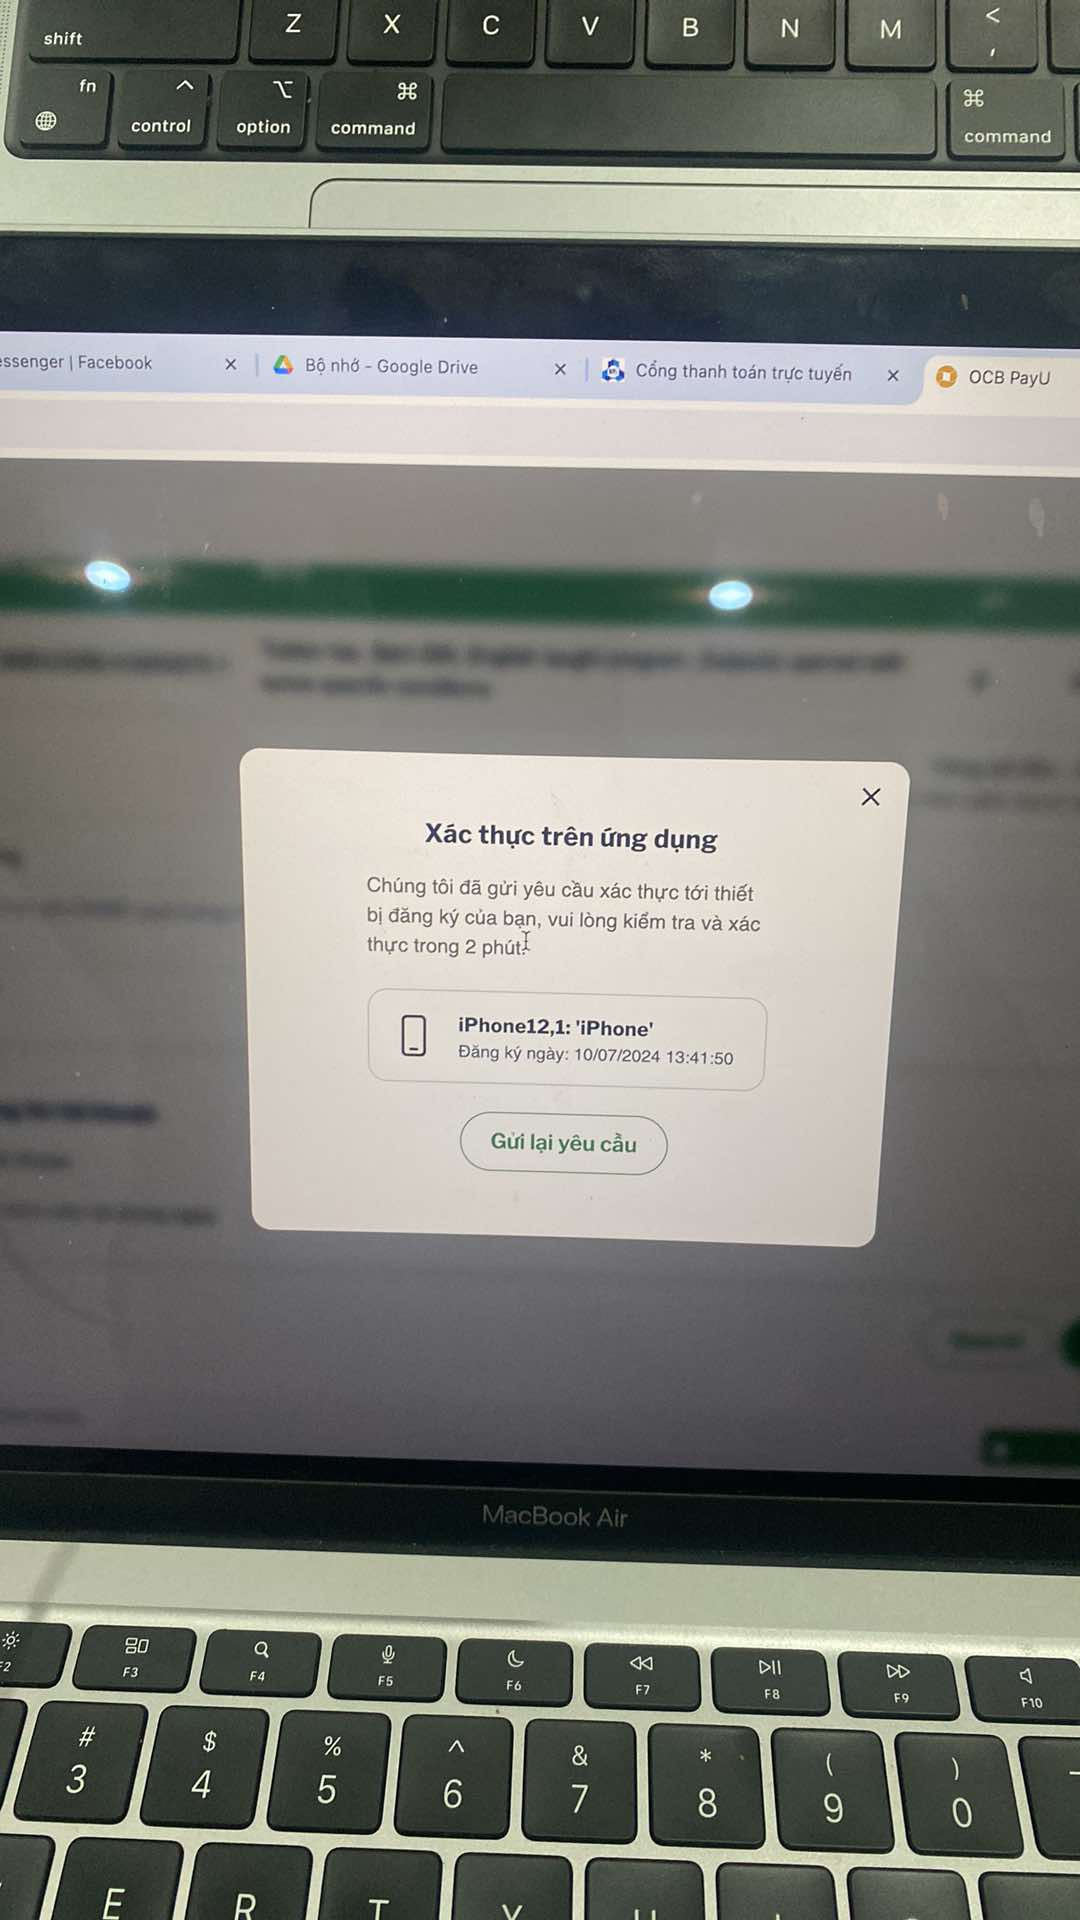 shift
Z
X
C
V
B
N
M
<
,
fn
^
control
⌥
option
⌘
command
⌘
command
essenger | Facebook
Bộ nhớ - Google Drive
Cổng thanh toán trực tuyến
OCB PayU
Xác thực trên ứng dụng
Chúng tôi đã gửi yêu cầu xác thực tới thiết
bị đăng ký của bạn, vui lòng kiểm tra và xác
thực trong 2 phút.
iPhone12,1: 'iPhone'
Đăng ký ngày: 10/07/2024 13:41:50
Gửi lại yêu cầu
MacBook Air
F2
F3
F4
F5
F6
F7
F8
F9
F10
#
3
$
4
%
5
^
6
&
7
*
8
(
9
)
0
E
R
T
Y
U